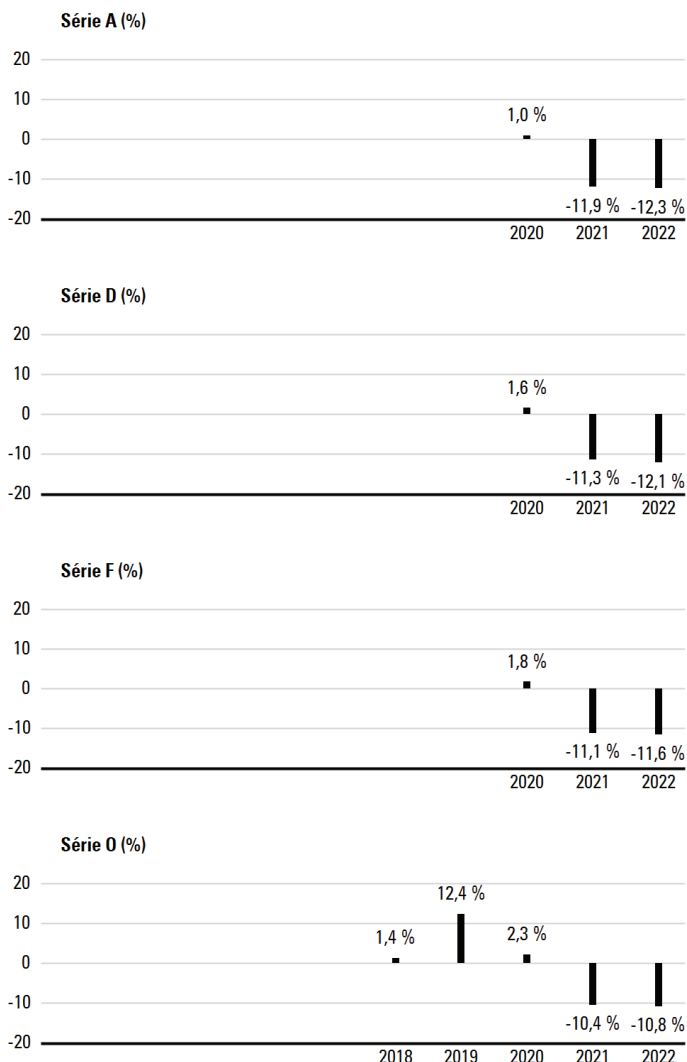 Série A (%)
20
10
1,0 %
0
-10
-11,9 % -12,3 %
-20
2020 2021 2022
Série D (%)
20
10
1,6 %
0
-10
-11,3 % -12,1 %
-20
2020 2021 2022
Série F (%)
20
10
1,8 %
0
-10
-11,1 % -11,6 %
-20
2020 2021 2022
Série O (%)
20
12,4 %
10
1,4 % 2,3 %
0
-10
-10,4 % -10,8 %
-20
2018 2019 2020 2021 2022